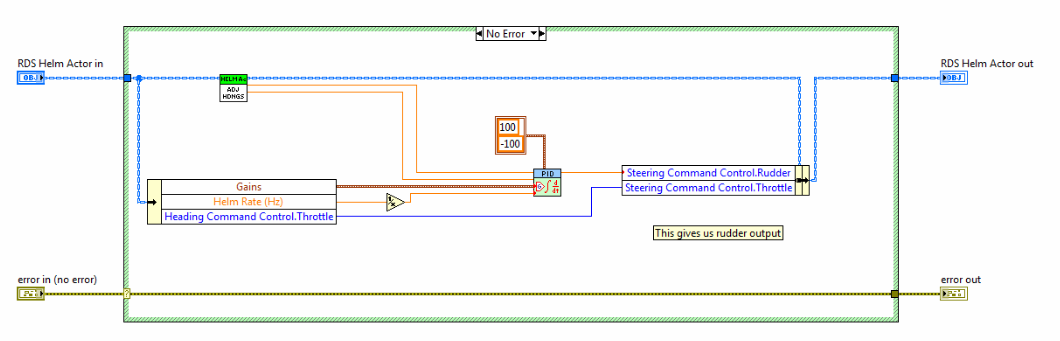 No Error
RDS Helm Actor in
RDS Helm Actor out
OBJ
OBJ
HELM Ac
ADJ
HDNGS
100
-100
PID
Steering Command Control.Rudder
Steering Command Control.Throttle
Gains
Helm Rate (Hz)
Heading Command Control.Throttle
This gives us rudder output
error in (no error)
error out
?